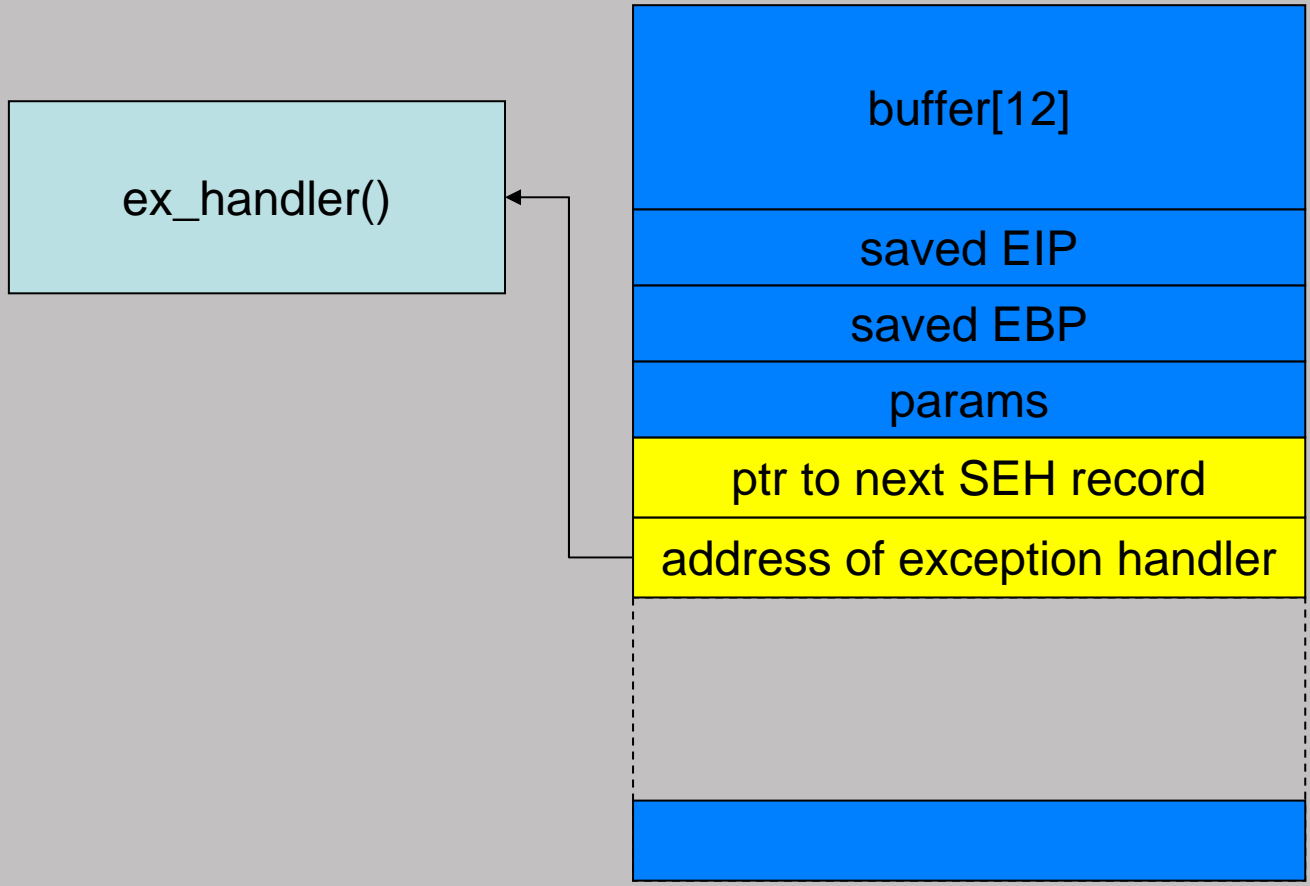 buffer[12]
ex_handler()
saved EIP
saved EBP
params
ptr to next SEH record
address of exception handler